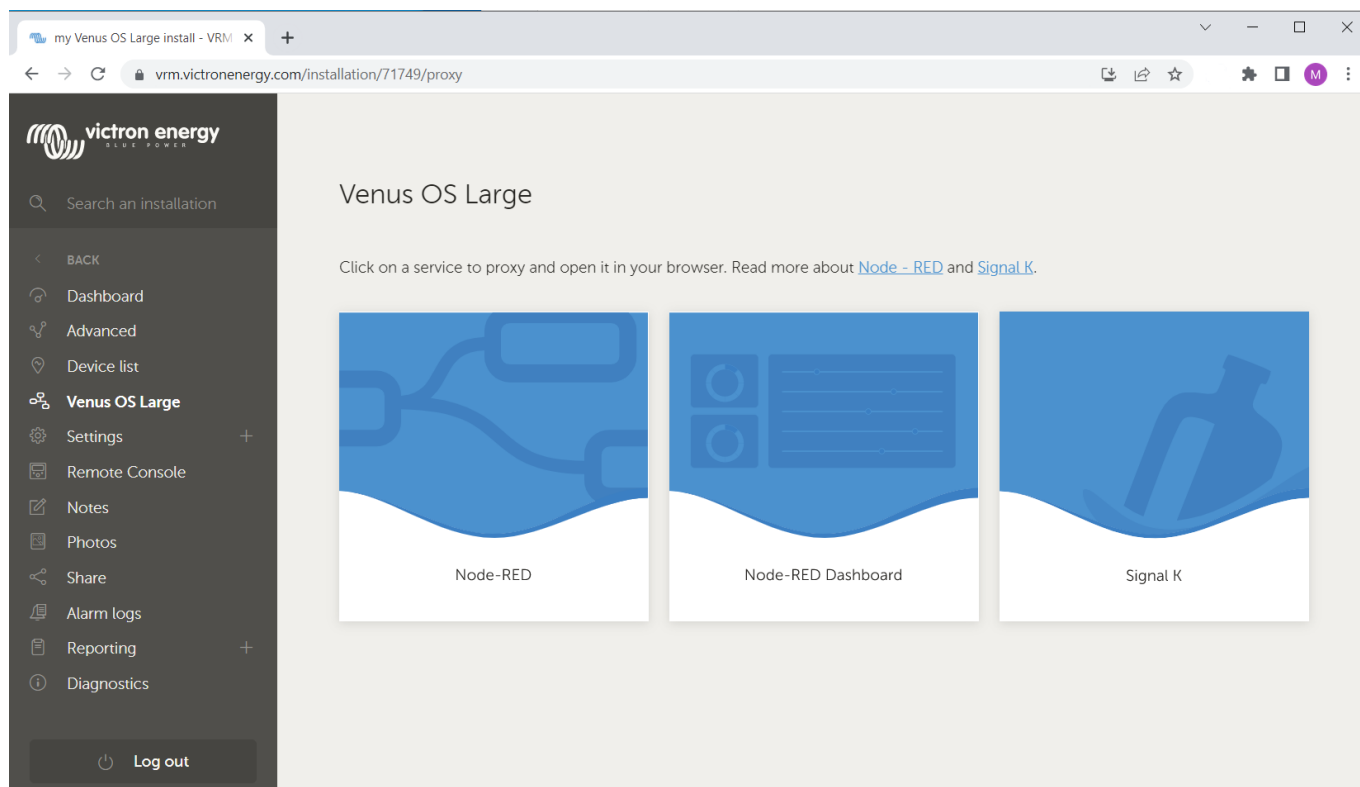 my Venus OS Large install - VRM
vrm.victronenergy.com/installation/71749/proxy
M
victron energy
BLUE POWER
Search an installation
BACK
Dashboard
Advanced
Device list
Venus OS Large
Settings
Remote Console
Notes
Photos
Share
Alarm logs
Reporting
Diagnostics
Log out
Venus OS Large
Click on a service to proxy and open it in your browser. Read more about Node - RED and Signal K.
Node-RED
Node-RED Dashboard
Signal K